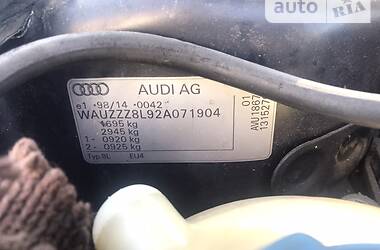 auto RIA
AUDI AG
e1 *98/14 *0042*
WAUZZZ8L92A071904
1695 kg
2945 kg
1- 0920 kg
2- 0925 kg
Typ 8L EU4
01